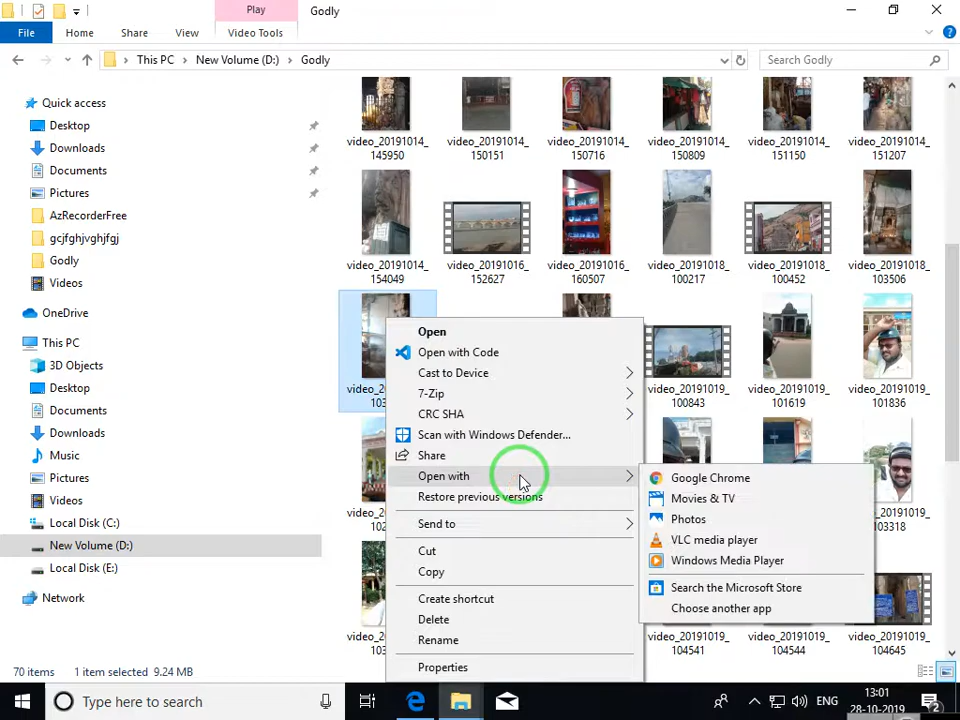 Play
Godly
File
Home
Share
View
Video Tools
This PC
New Volume (D:)
Godly
Search Godly
Quick access
Desktop
Downloads
Documents
Pictures
AzRecorderFree
gcjfghjvghjfgj
Godly
Videos
OneDrive
This PC
3D Objects
Desktop
Documents
Downloads
Music
Pictures
Videos
Local Disk (C:)
New Volume (D:)
Local Disk (E:)
Network
video_20191014_
145950
video_20191014_
150151
video_20191014_
150716
video_20191014_
150809
video_20191014_
151150
video_20191014_
151207
video_20191014_
154049
video_20191016_
152627
video_20191016_
160507
video_20191018_
100217
video_20191018_
100452
video_20191018_
103506
video_20191019_
100843
video_20191019_
101619
video_20191019_
101836
103318
video_20191019_
104541
video_20191019_
104544
video_20191019_
104645
Open
Open with Code
Cast to Device
7-Zip
CRC SHA
Scan with Windows Defender...
Share
Open with
Restore previous versions
Send to
Cut
Copy
Create shortcut
Delete
Rename
Properties
Google Chrome
Movies & TV
Photos
VLC media player
Windows Media Player
Search the Microsoft Store
Choose another app
70 items
1 item selected 9.24 MB
Type here to search
ENG
13:01
28-10-2019
2